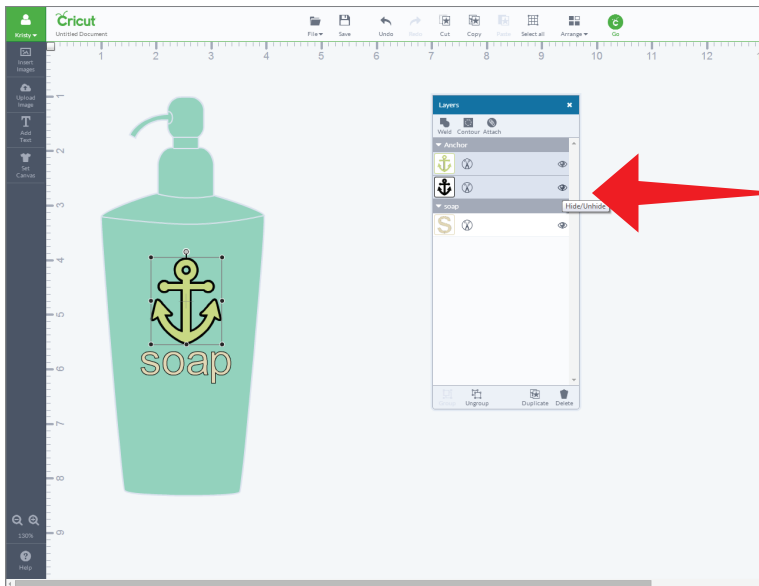 Cricut
Kristy
Untitled Document
File
Save
Undo
Redo
Cut
Copy
Paste
Select all
Arrange
Go
1 2 3 4 5 6 7 8 9 10 11 12
Insert
Images
Upload
Image
Add
Text
Set
Canvas
1
2
3
4
5
6
7
8
9
Layers
Weld Contour Attach
Anchor
soap
Hide/Unhide
S
soap
Group Ungroup Duplicate Delete
130%
Help